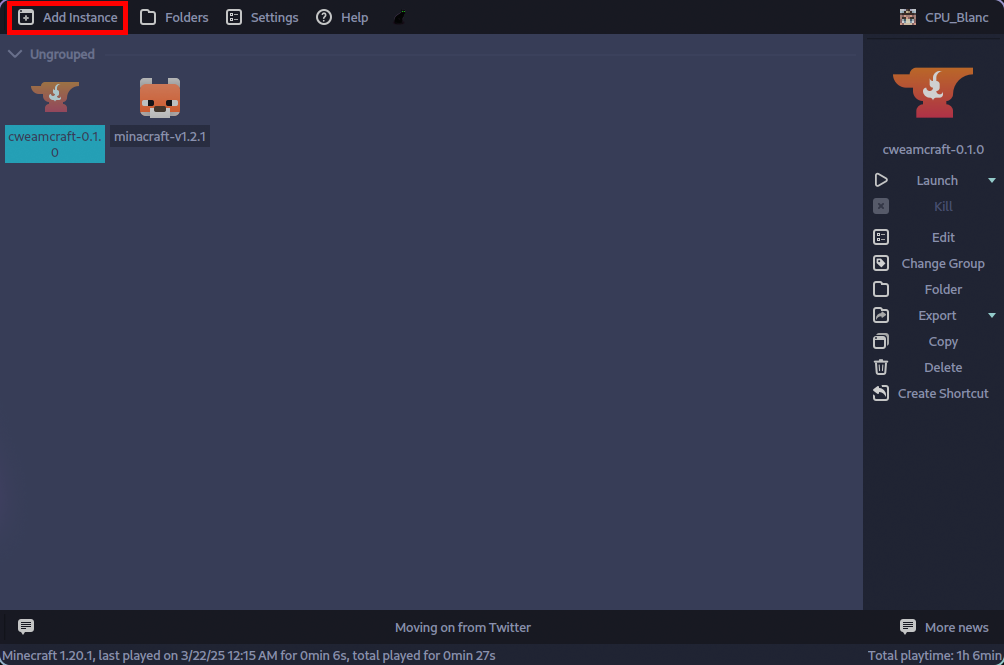 Add Instance Folders Settings Help CPU_Blanc
Ungrouped
cweamcraft-0.1.
0
minacraft-v1.2.1
cweamcraft-0.1.0
Launch
Kill
Edit
Change Group
Folder
Export
Copy
Delete
Create Shortcut
Moving on from Twitter
More news
Minecraft 1.20.1, last played on 3/22/25 12:15 AM for 0min 6s, total played for 0min 27s
Total playtime: 1h 6min